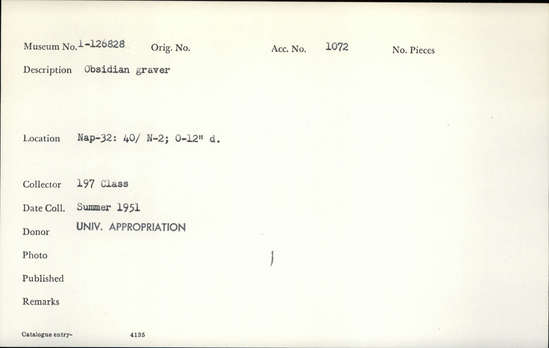 Museum No. 1-126828 Orig. No. Acc. No. 1072 No. Pieces
Description Obsidian graver
Location Nap-32: 40/ N-2; 0-12" d.
Collector 197 Class
Date Coll. Summer 1951
Donor UNIV. APPROPRIATION
Photo
Published
Remarks
Catalogue entry- 4195